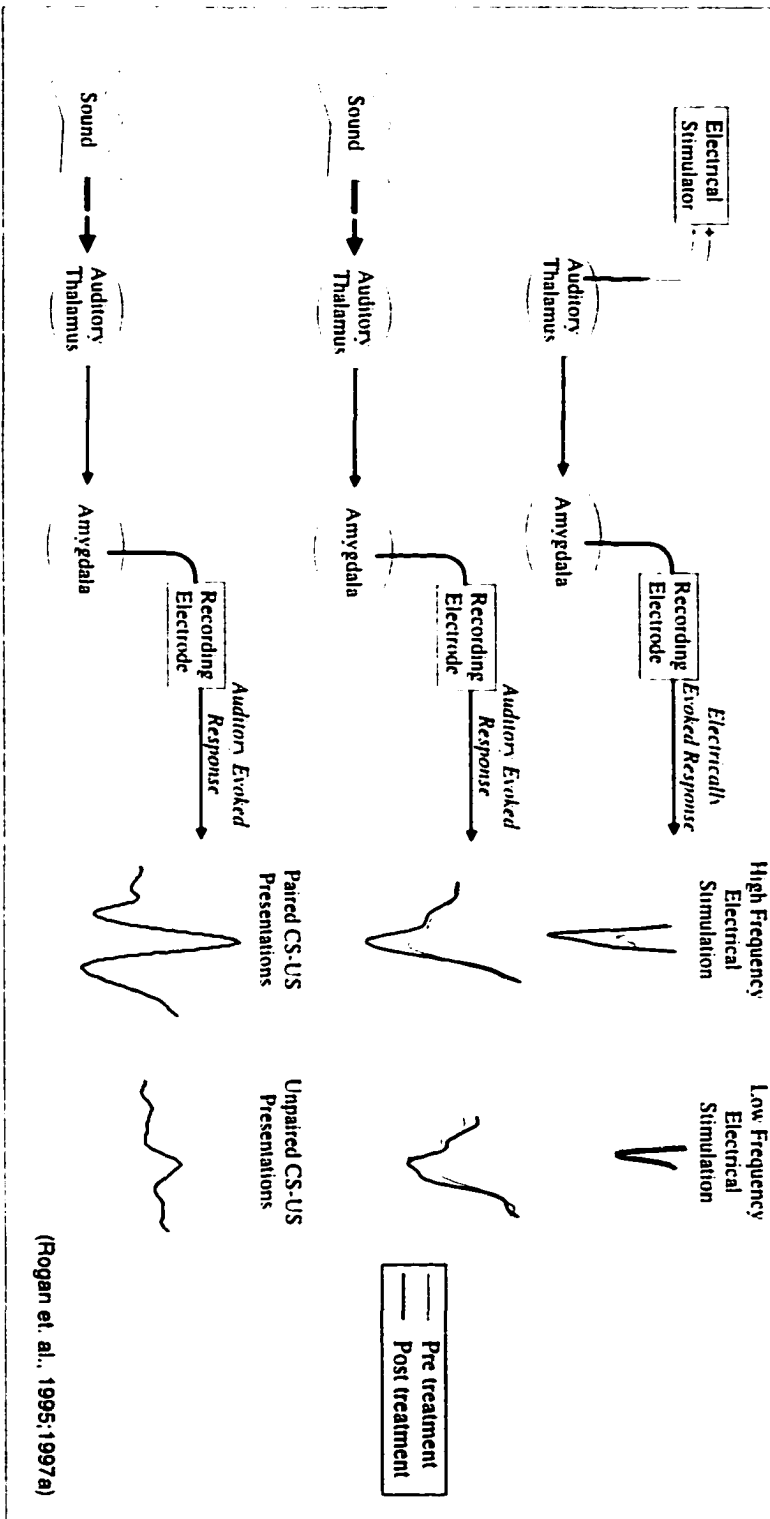 High Frequency
Electrical
Stimulation
Low Frequency
Electrical
Stimulation
Electrical
Stimulator
+
-
Auditory
Thalamus
Amygdala
Recording
Electrode
Electrically
Evoked Response
Pre treatment
Post treatment
Sound
Auditory
Thalamus
Amygdala
Recording
Electrode
Auditory Evoked
Response
Paired CS-US
Presentations
Unpaired CS-US
Presentations
Sound
Auditory
Thalamus
Amygdala
Recording
Electrode
Auditory Evoked
Response
(Rogan et. al., 1995;1997a)